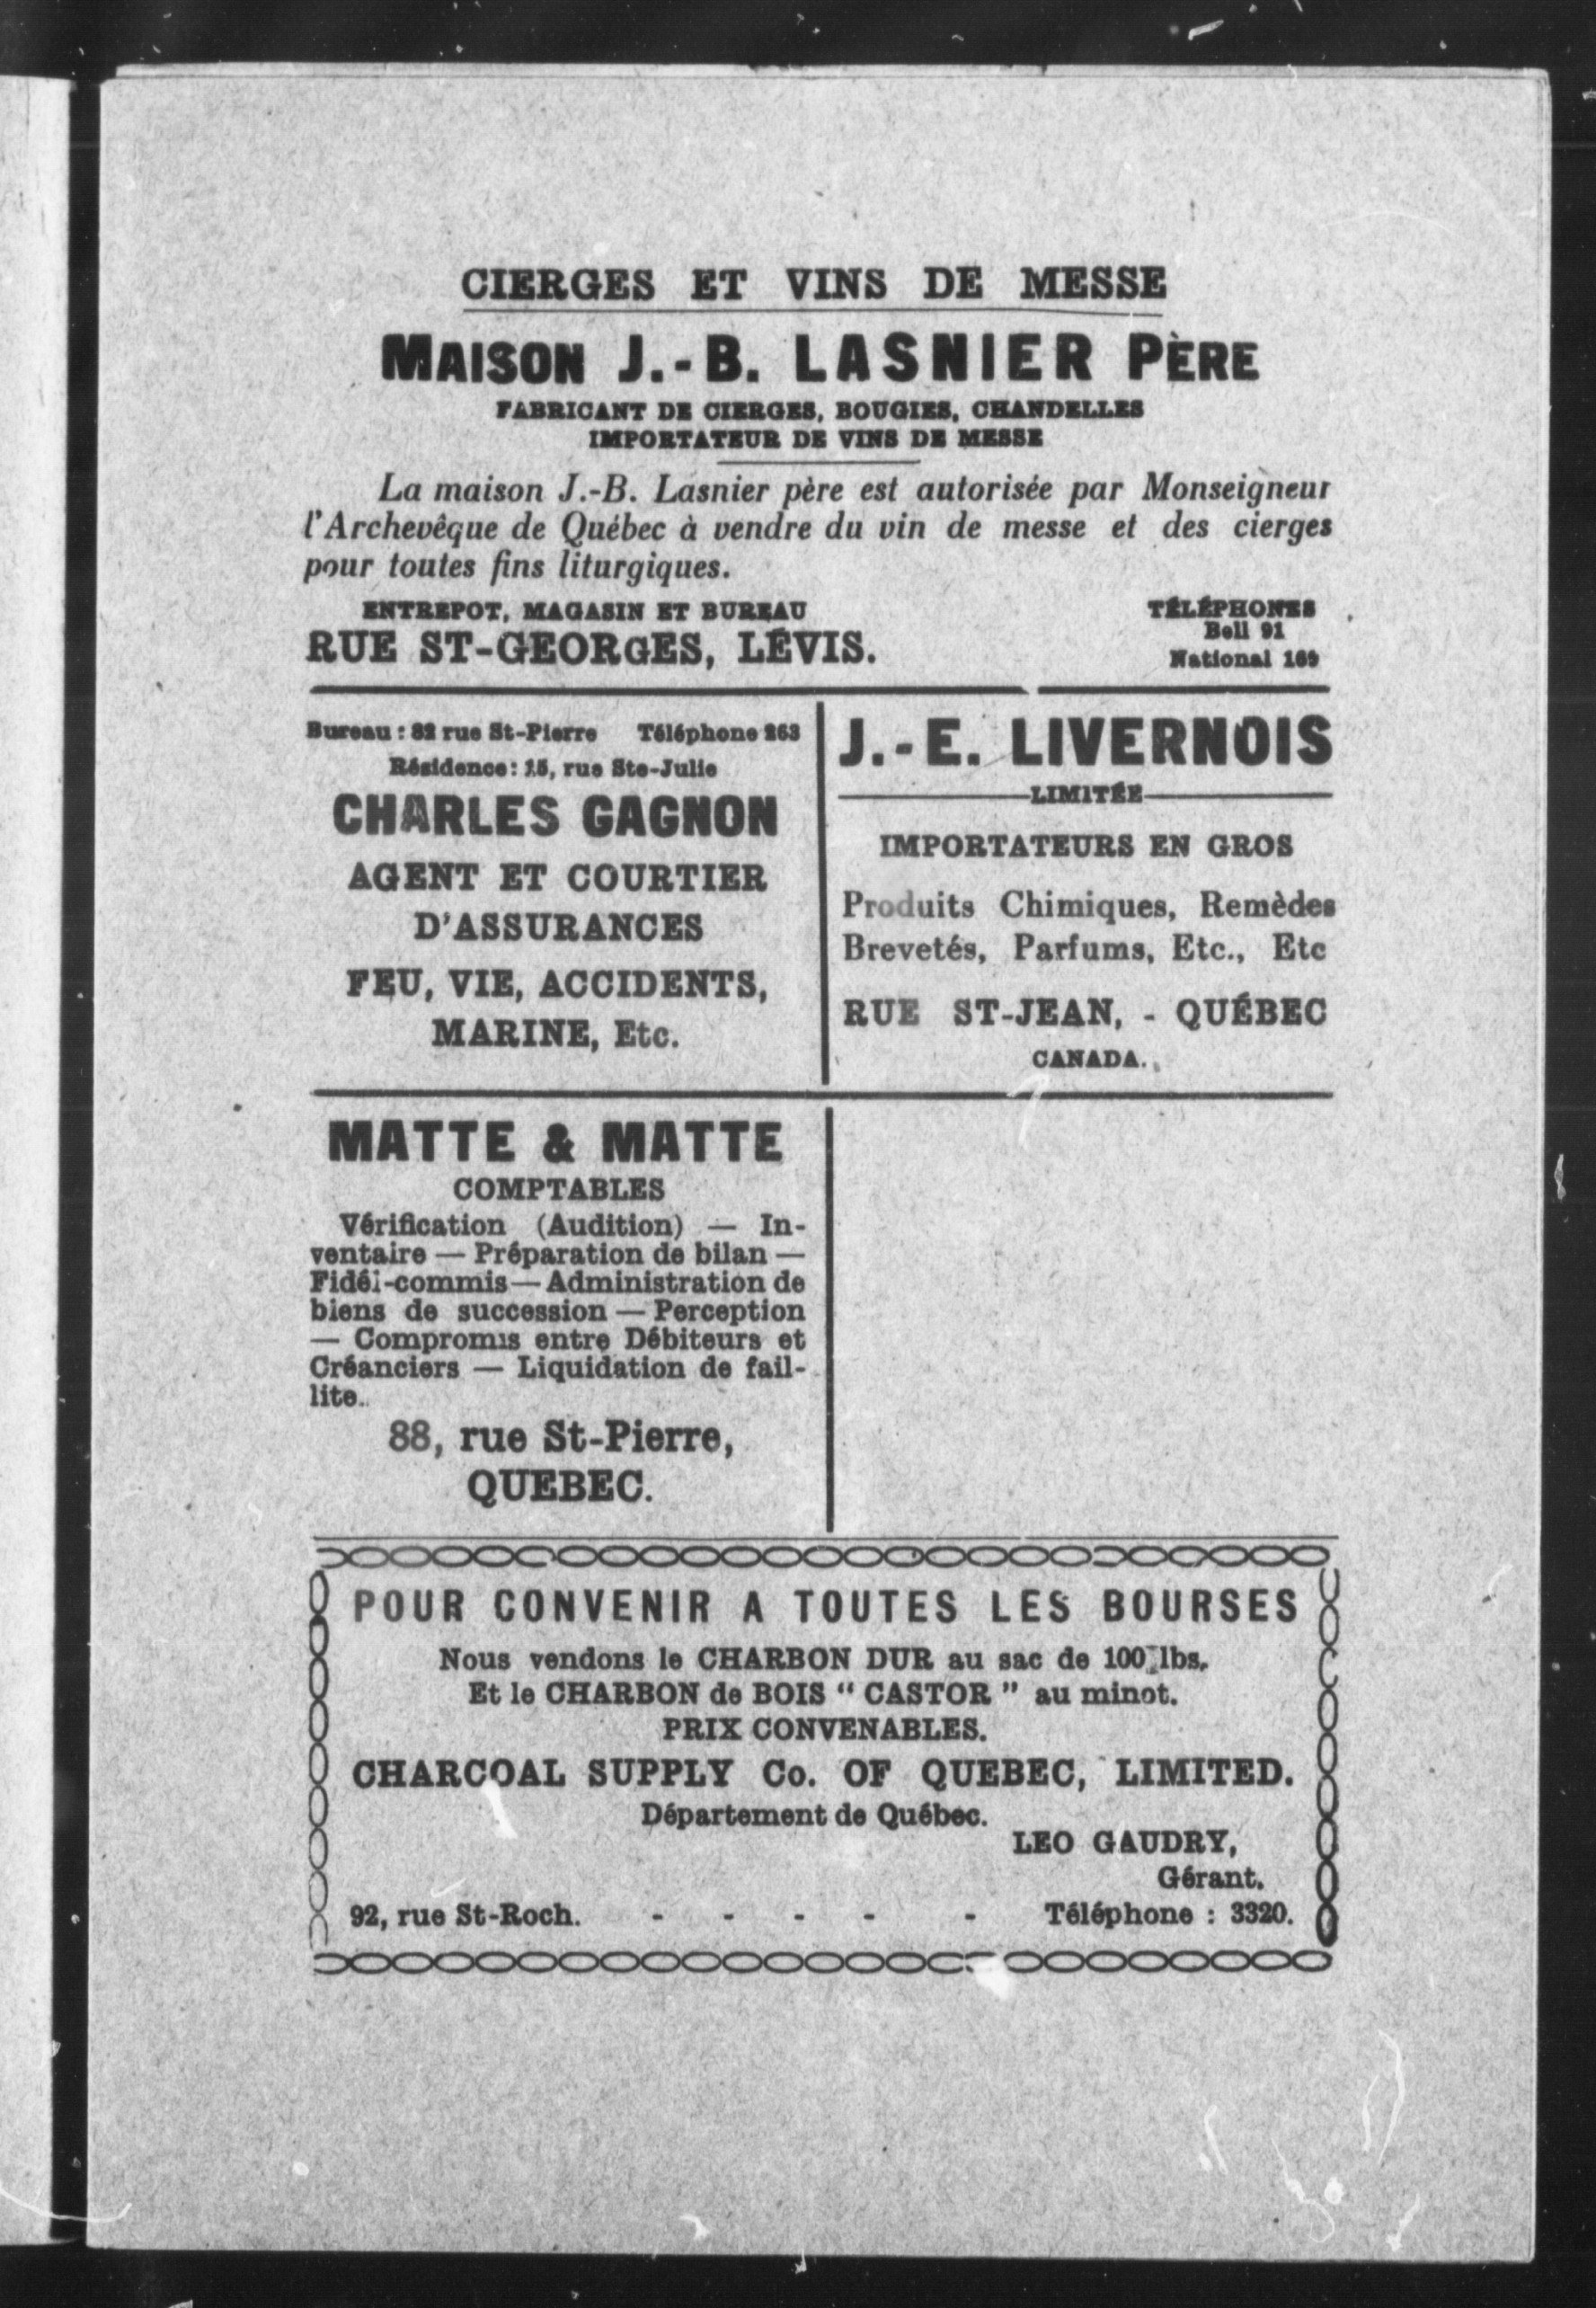 CIERGES ET VINS DE MESSE
MAISON J.-B. LASNIER PÈRE
FABRICANT DE CIERGES, BOUGIES, CHANDELLES
IMPORTATEUR DE VINS DE MESSE
La maison J.-B. Lasnier père est autorisée par Monseigneur
l'Archevêque de Québec à vendre du vin de messe et des cierges
pour toutes fins liturgiques.
ENTREPOT, MAGASIN ET BUREAU
RUE ST-GEORGES, LÉVIS.
TÉLÉPHONES
Bell 91
National 169
Bureau : 82 rue St-Pierre Téléphone 263
Résidence: 15, rue Ste-Julie
CHARLES GAGNON
AGENT ET COURTIER
D'ASSURANCES
FEU, VIE, ACCIDENTS,
MARINE, Etc.
J.-E. LIVERNOIS
LIMITÉE
IMPORTATEURS EN GROS
Produits Chimiques, Remèdes
Brevetés, Parfums, Etc., Etc
RUE ST-JEAN, - QUÉBEC
CANADA.
MATTE & MATTE
COMPTABLES
Vérification (Audition) — In-
ventaire — Préparation de bilan —
Fidéi-commis — Administration de
biens de succession — Perception
— Compromis entre Débiteurs et
Créanciers — Liquidation de fail-
lite.
88, rue St-Pierre,
QUEBEC.
POUR CONVENIR A TOUTES LES BOURSES
Nous vendons le CHARBON DUR au sac de 100 lbs,
Et le CHARBON de BOIS " CASTOR " au minot.
PRIX CONVENABLES.
CHARCOAL SUPPLY Co. OF QUEBEC, LIMITED.
Département de Québec.
LEO GAUDRY,
Gérant.
92, rue St-Roch. - - - - - Téléphone : 3320.